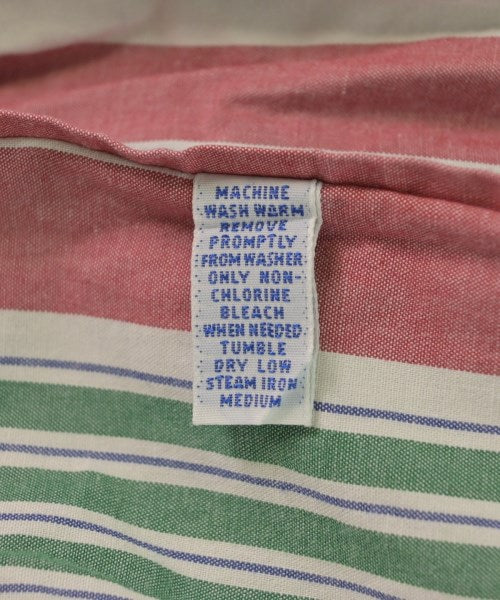 MACHINE
WASH WARM
REMOVE
PROMPTLY
FROM WASHER
ONLY NON-
CHLORINE
BLEACH
WHEN NEEDED
TUMBLE
DRY LOW
STEAM IRON
MEDIUM